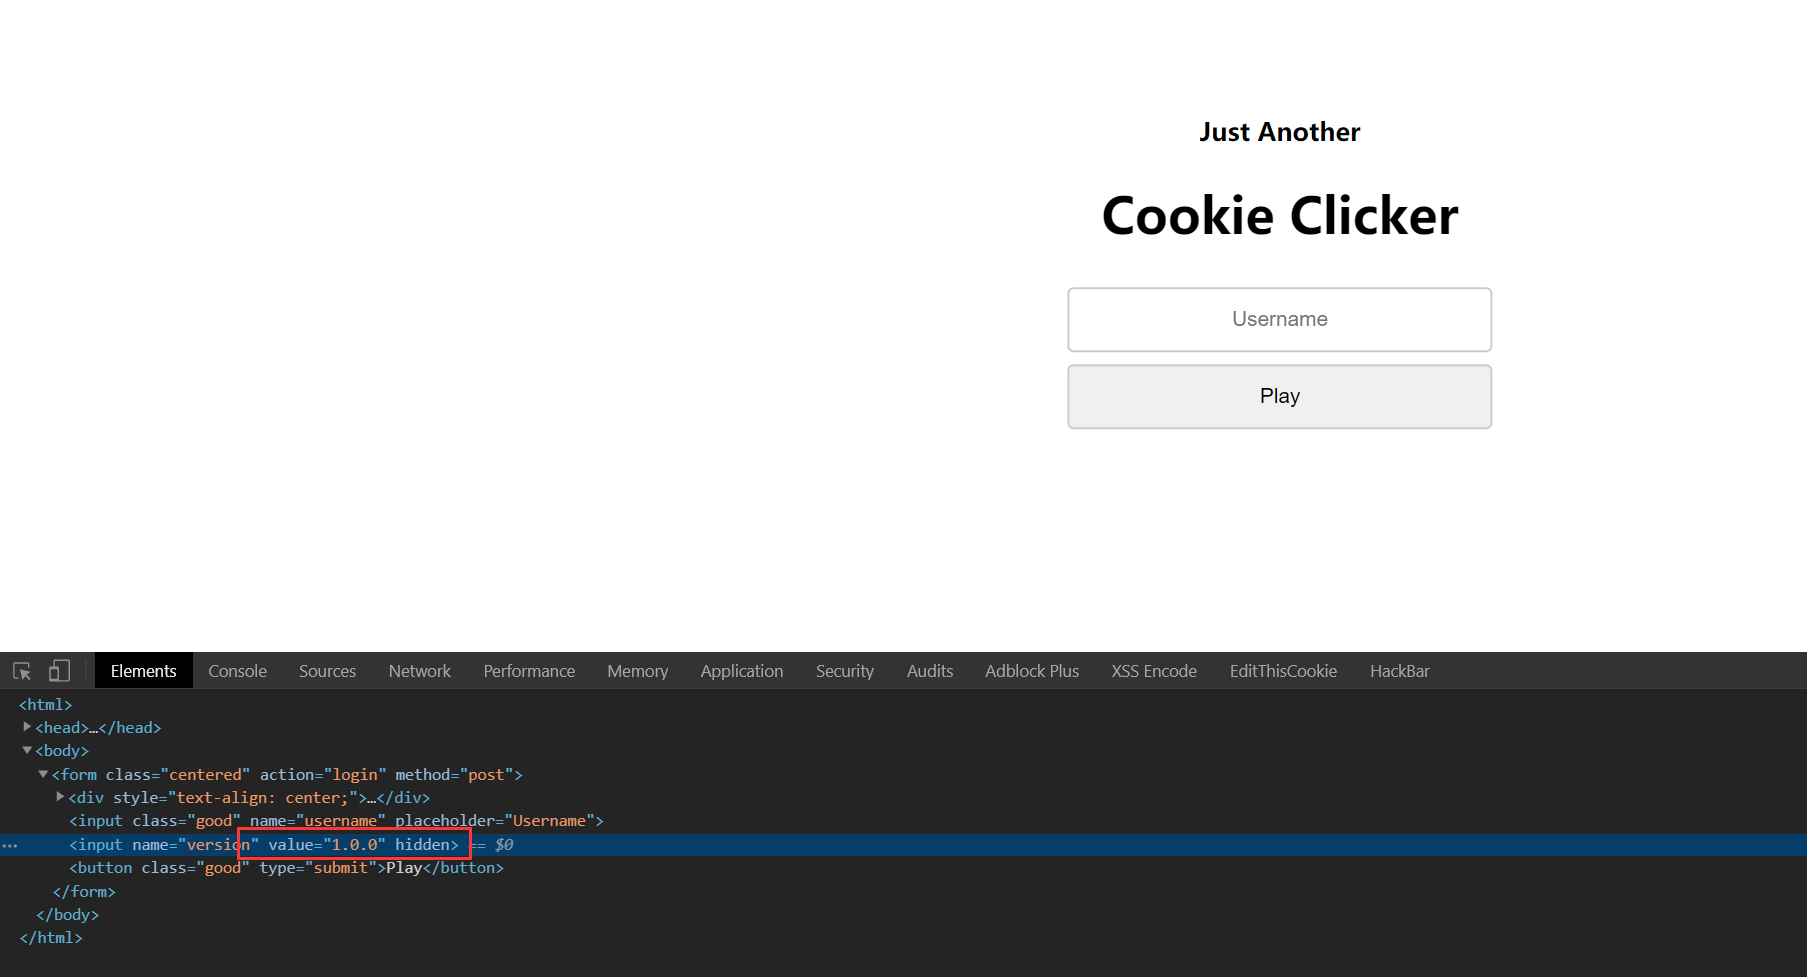 Just Another
Cookie Clicker
Username
Play
Elements Console Sources Network Performance Memory Application Security Audits Adblock Plus XSS Encode EditThisCookie HackBar
<html>
<head>…</head>
<body>
<form class="centered" action="login" method="post">
<div style="text-align: center;">…</div>
<input class="good" name="username" placeholder="Username">
… <input name="version" value="1.0.0" hidden> == $0
<button class="good" type="submit">Play</button>
</form>
</body>
</html>